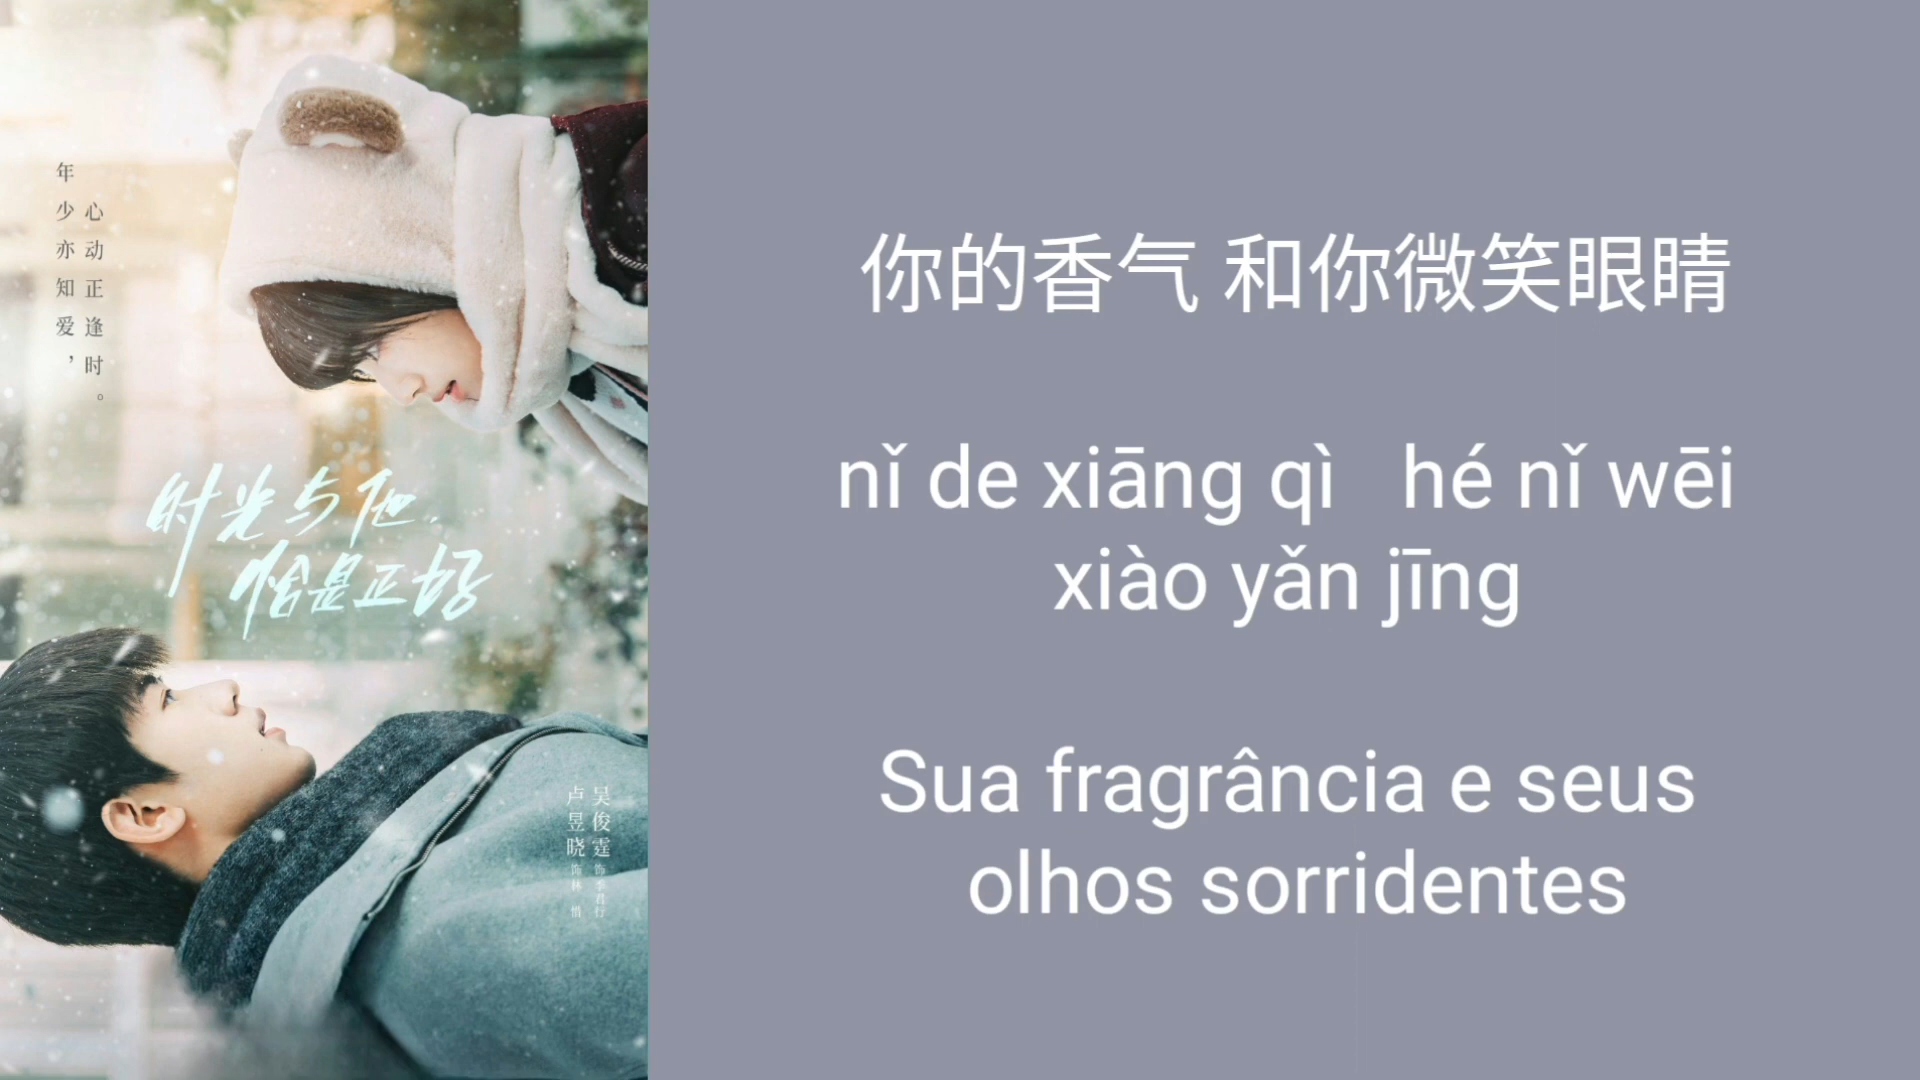 年少亦知爱，
心动正逢时。
时光与他，
恰是正好
吴俊霆 饰季君行
卢昱晓 饰林惜
你的香气 和你微笑眼睛
nǐ de xiāng qì hé nǐ wēi
xiào yǎn jīng
Sua fragrância e seus
olhos sorridentes